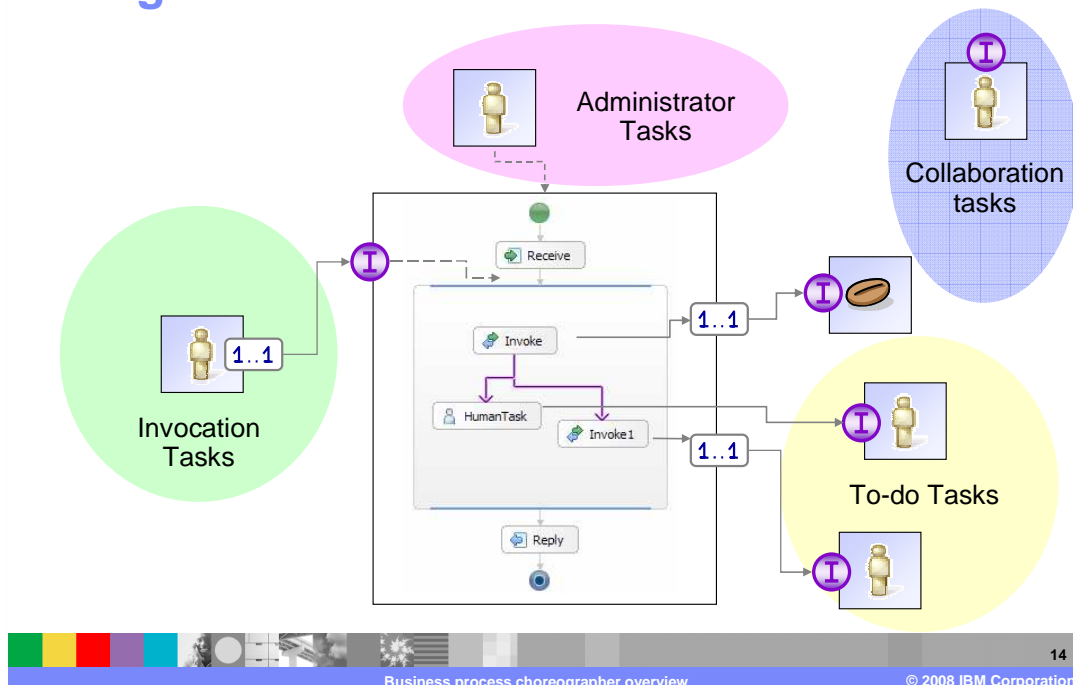 Administrator
Tasks
I
Collaboration
tasks
Receive
I
I
1..1
Invoke
1..1
HumanTask
I
Invocation
Tasks
Invoke1
1..1
To-do Tasks
Reply
I
14
Business process choreographer overview
© 2008 IBM Corporation